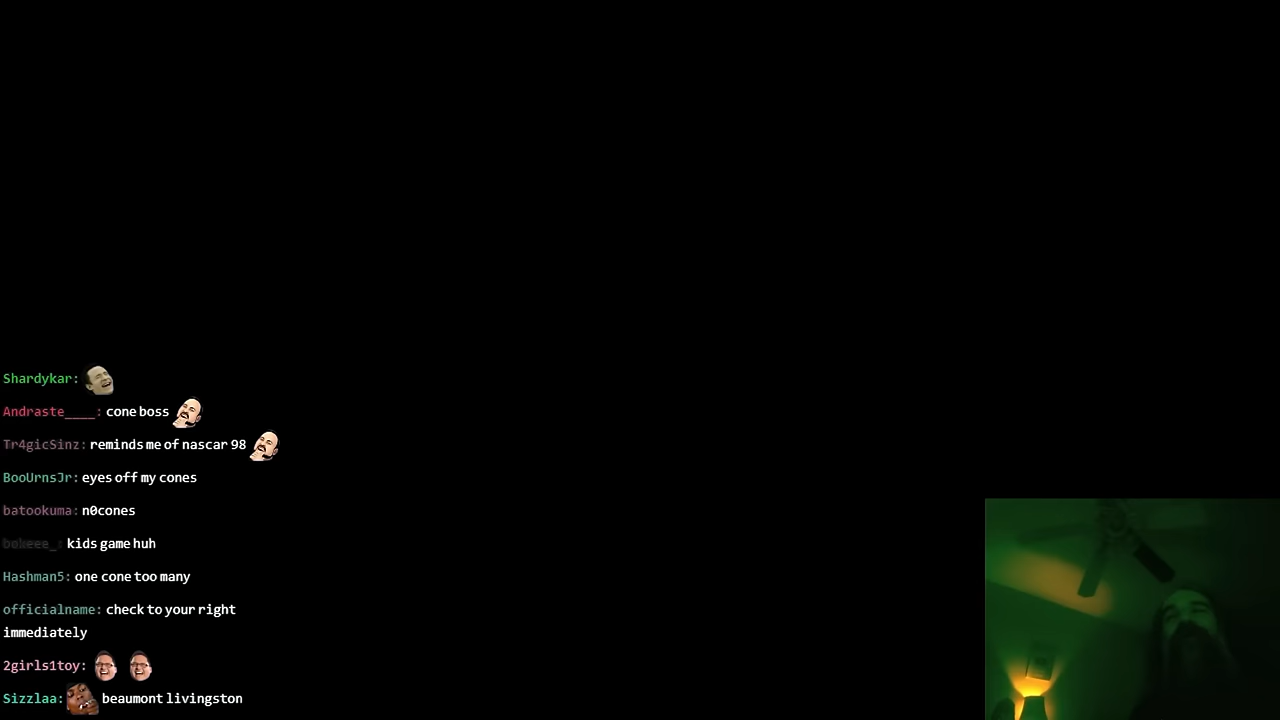 Shardykar:
Andraste____: cone boss
Tr4gicSinz: reminds me of nascar 98
BooUrnsJr: eyes off my cones
batookuma: n0cones
bokeee_: kids game huh
Hashman5: one cone too many
officialname: check to your right
immediately
2girls1toy:
Sizzlaa: beaumont livingston